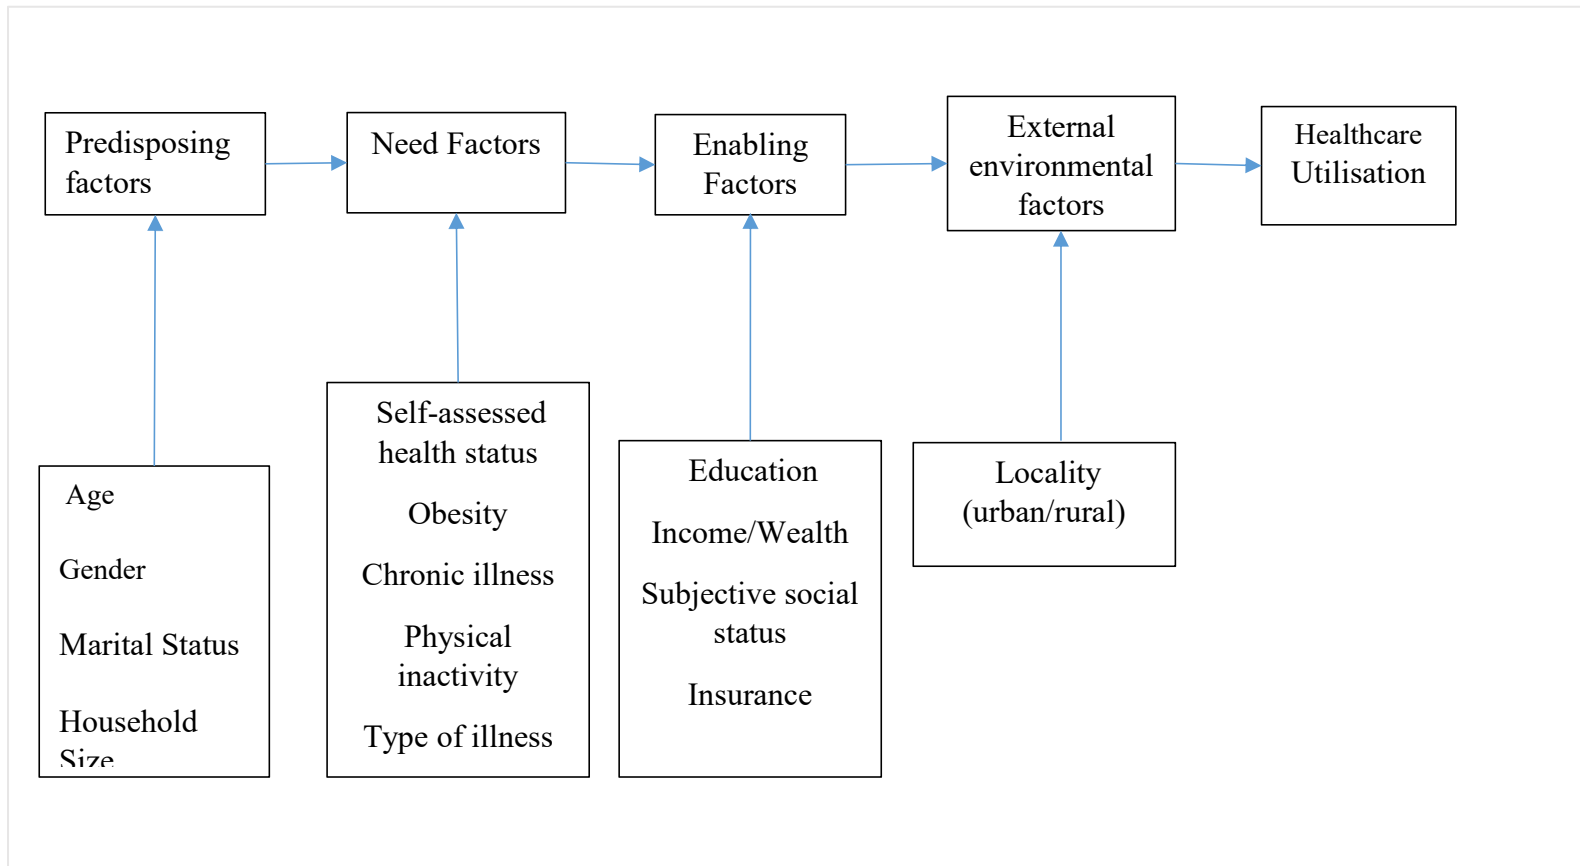 Predisposing
factors
Need Factors
Enabling
Factors
External
environmental
factors
Healthcare
Utilisation
Age
Gender
Marital Status
Household
Size
Self-assessed
health status
Obesity
Chronic illness
Physical
inactivity
Type of illness
Education
Income/Wealth
Subjective social
status
Insurance
Locality
(urban/rural)